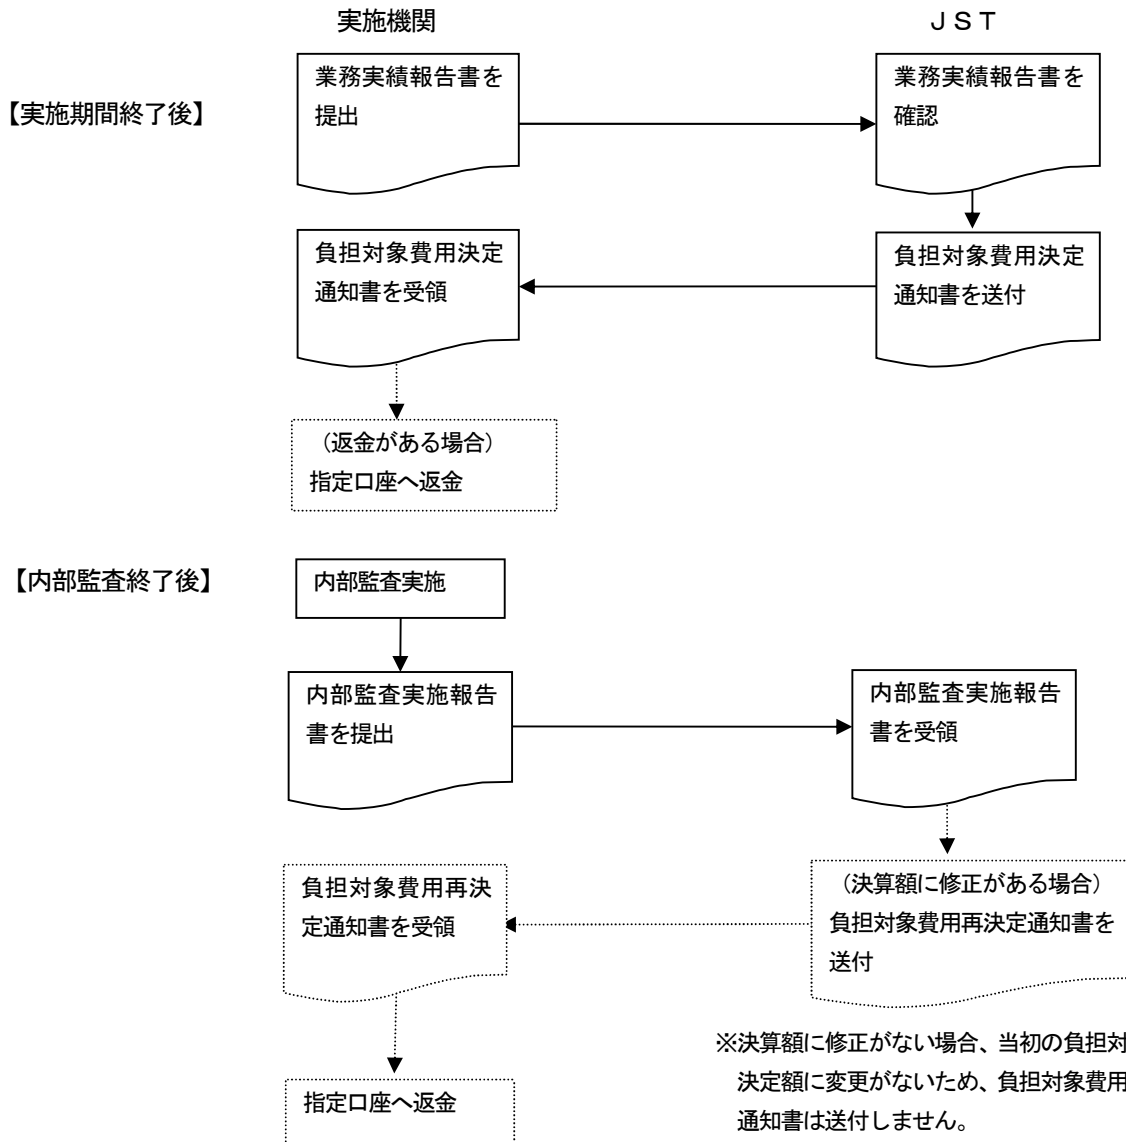 実施機関
ＪＳＴ
【実施期間終了後】
業務実績報告書を
提出
業務実績報告書を
確認
負担対象費用決定
通知書を受領
負担対象費用決定
通知書を送付
（返金がある場合）
指定口座へ返金
【内部監査終了後】
内部監査実施
内部監査実施報告
書を提出
内部監査実施報告
書を受領
負担対象費用再決
定通知書を受領
（決算額に修正がある場合）
負担対象費用再決定通知書を
送付
指定口座へ返金
※決算額に修正がない場合、当初の負担対
決定額に変更がないため、負担対象費用
通知書は送付しません。